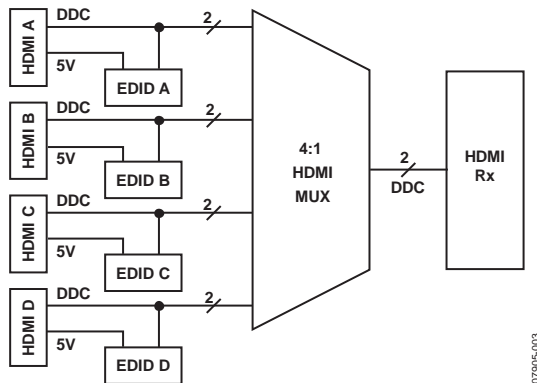 HDMI A
DDC
2
5V
EDID A
HDMI B
DDC
2
5V
EDID B
HDMI C
DDC
2
5V
EDID C
HDMI D
DDC
2
5V
EDID D
4:1
HDMI
MUX
2
DDC
HDMI
Rx
07905-003